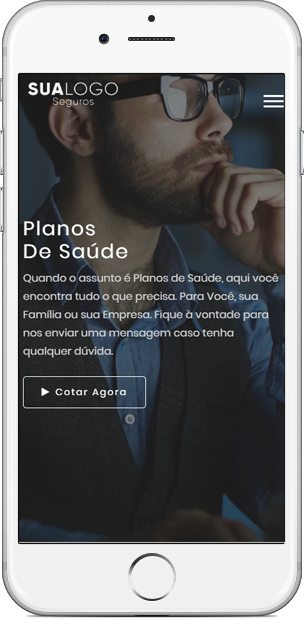 SUALOGO
Seguros
Planos
De Saúde
Quando o assunto é Planos de Saúde, aqui você
encontra tudo o que precisa. Para Você, sua
Família ou sua Empresa. Fique à vontade para
nos enviar uma mensagem caso tenha
qualquer dúvida.
Cotar Agora